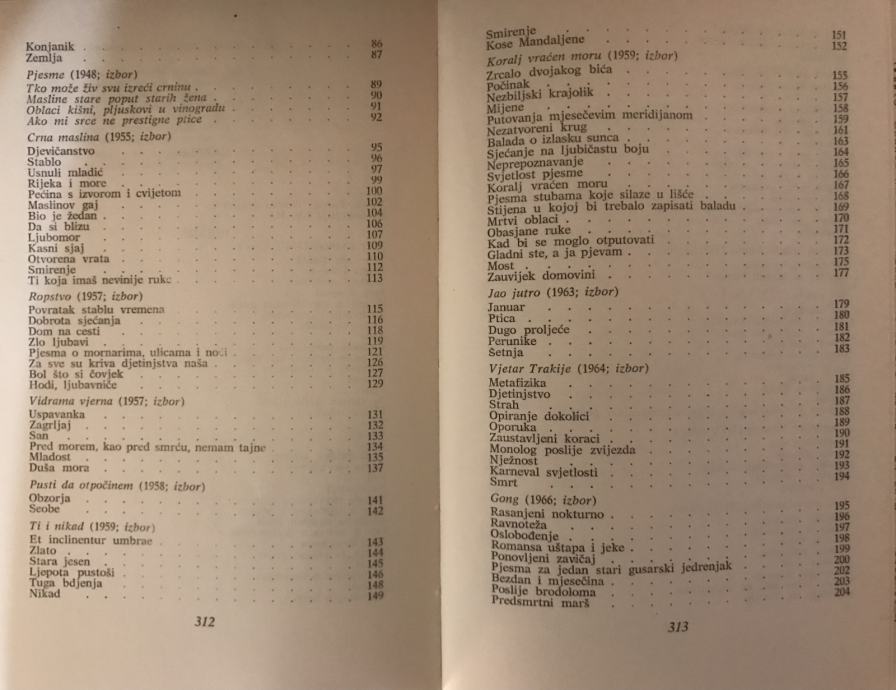 Konjanik 86
Zemlja 87
Pjesme (1948; izbor)
Tko može živ svu izreći crninu 89
Masline stare poput starih žena 90
Oblaci kišni, pljuskovi u vinogradu 91
Ako mi srce ne prestigne ptice 92
Crna maslina (1955; izbor)
Djevičanstvo 95
Stablo 96
Usnuli mladić 97
Rijeka i more 99
Pećina s izvorom i cvijetom 100
Maslinov gaj 102
Bio je žedan 104
Da si blizu 106
Ljubomor 107
Kasni sjaj 109
Otvorena vrata 110
Smirenje 112
Ti koja imaš nevinije ruke 113
Ropstvo (1957; izbor)
Povratak stablu vremena 115
Dobrota sjećanja 116
Dom na cesti 118
Zlo ljubavi 119
Pjesma o mornarima, ulicama i noći 121
Za sve su kriva djetinjstva naša 126
Bol što si čovjek 127
Hodi, ljubavniče 129
Vidrama vjerna (1957; izbor)
Uspavanka 131
Zagrljaj 132
San 133
Pred morem, kao pred smrću, nemam tajne 134
Mladost 135
Duša mora 137
Pusti da otpočinem (1958; izbor)
Obzorja 141
Seobe 142
Ti i nikad (1959; izbor)
Et inclinentur umbrae 143
Zlato 144
Stara jesen 145
Ljepota pustoši 146
Tuga bdjenja 148
Nikad 149
312
Smirenje 151
Kose Mandaljene 152
Koralj vraćen moru (1959; izbor)
Zrcalo dvojakog bića 155
Počinak 156
Nezbiljski krajolik 157
Mijene 158
Putovanja mjesečevim meridijanom 159
Nezatvoreni krug 161
Balada o izlasku sunca 163
Sjećanje na ljubičastu boju 164
Neprepoznavanje 165
Svjetlost pjesme 166
Koralj vraćen moru 167
Pjesma stubama koje silaze u lišće 168
Stijena u kojoj bi trebalo zapisati baladu 169
Mrtvi oblaci 170
Obasjane ruke 171
Kad bi se moglo otputovati 172
Gladni ste, a ja pjevam 173
Most 175
Zauvijek domovini 177
Jao jutro (1963; izbor)
Januar 179
Ptica 180
Dugo proljeće 181
Perunike 182
Šetnja 183
Vjetar Trakije (1964; izbor)
Metafizika 185
Djetinjstvo 186
Strah 187
Opiranje dokolici 188
Oporuka 189
Zaustavljeni koraci 190
Monolog poslije zvijezda 191
Nježnost 192
Karneval svjetlosti 193
Smrt 194
Gong (1966; izbor)
Rasanjeni nokturno 195
Ravnoteža 196
Oslobođenje 197
Romansa uštapa i jeke 198
Ponovljeni zavičaj 199
Pjesma za jedan stari gusarski jedrenjak 200
Bezdan i mjesečina 202
Poslije brodoloma 203
Predsmrtni marš 204
313